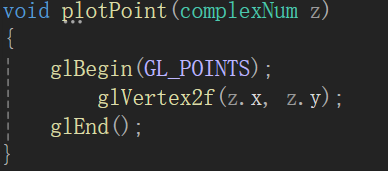 void plotPoint(complexNum z)
{
    glBegin(GL_POINTS);
        glVertex2f(z.x, z.y);
    glEnd();
}